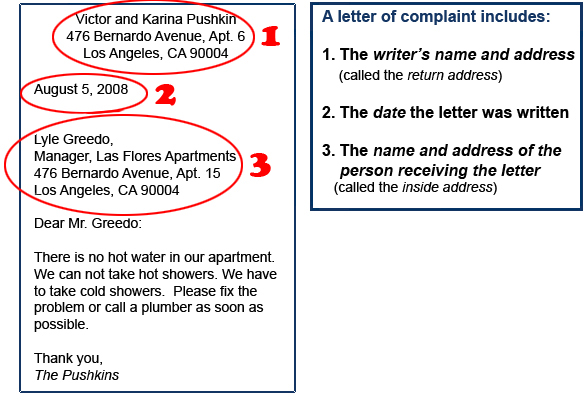 Victor and Karina Pushkin
476 Bernardo Avenue, Apt. 6
Los Angeles, CA 90004
1
August 5, 2008
2
Lyle Greedo,
Manager, Las Flores Apartments
476 Bernardo Avenue, Apt. 15
Los Angeles, CA 90004
3
Dear Mr. Greedo:
There is no hot water in our apartment.
We can not take hot showers. We have
to take cold showers.  Please fix the
problem or call a plumber as soon as
possible.
Thank you,
The Pushkins
A letter of complaint includes:
1. The writer's name and address
(called the return address)
2. The date the letter was written
3. The name and address of the
person receiving the letter
(called the inside address)